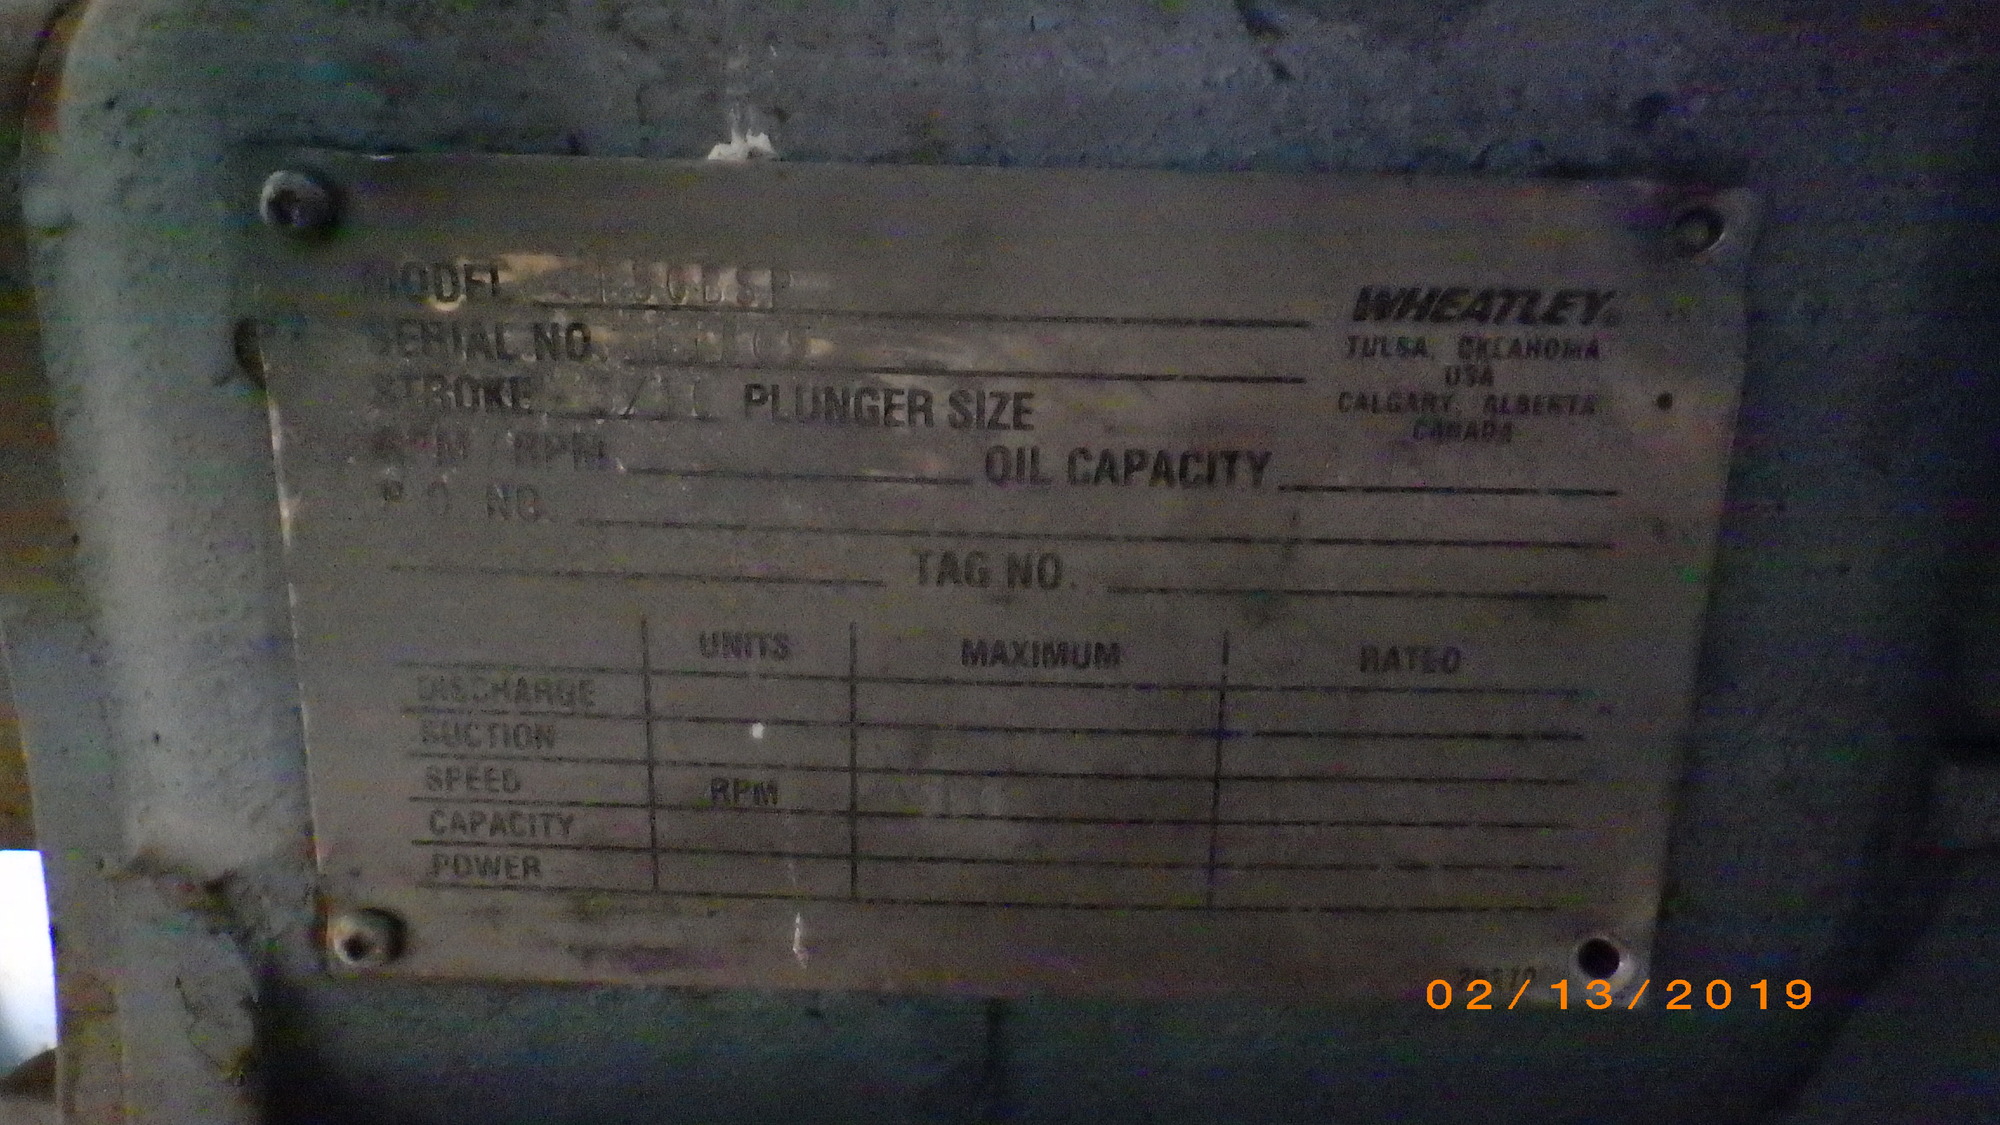 MODEL
SERIAL NO.
STROKE PLUNGER SIZE
RPM OIL CAPACITY
P.O. NO.
TAG NO.
WHEATLEY
TULSA, OKLAHOMA
USA
CALGARY, ALBERTA
CANADA
UNITS MAXIMUM RATED
DISCHARGE
SUCTION
SPEED RPM
CAPACITY
POWER
02/13/2019